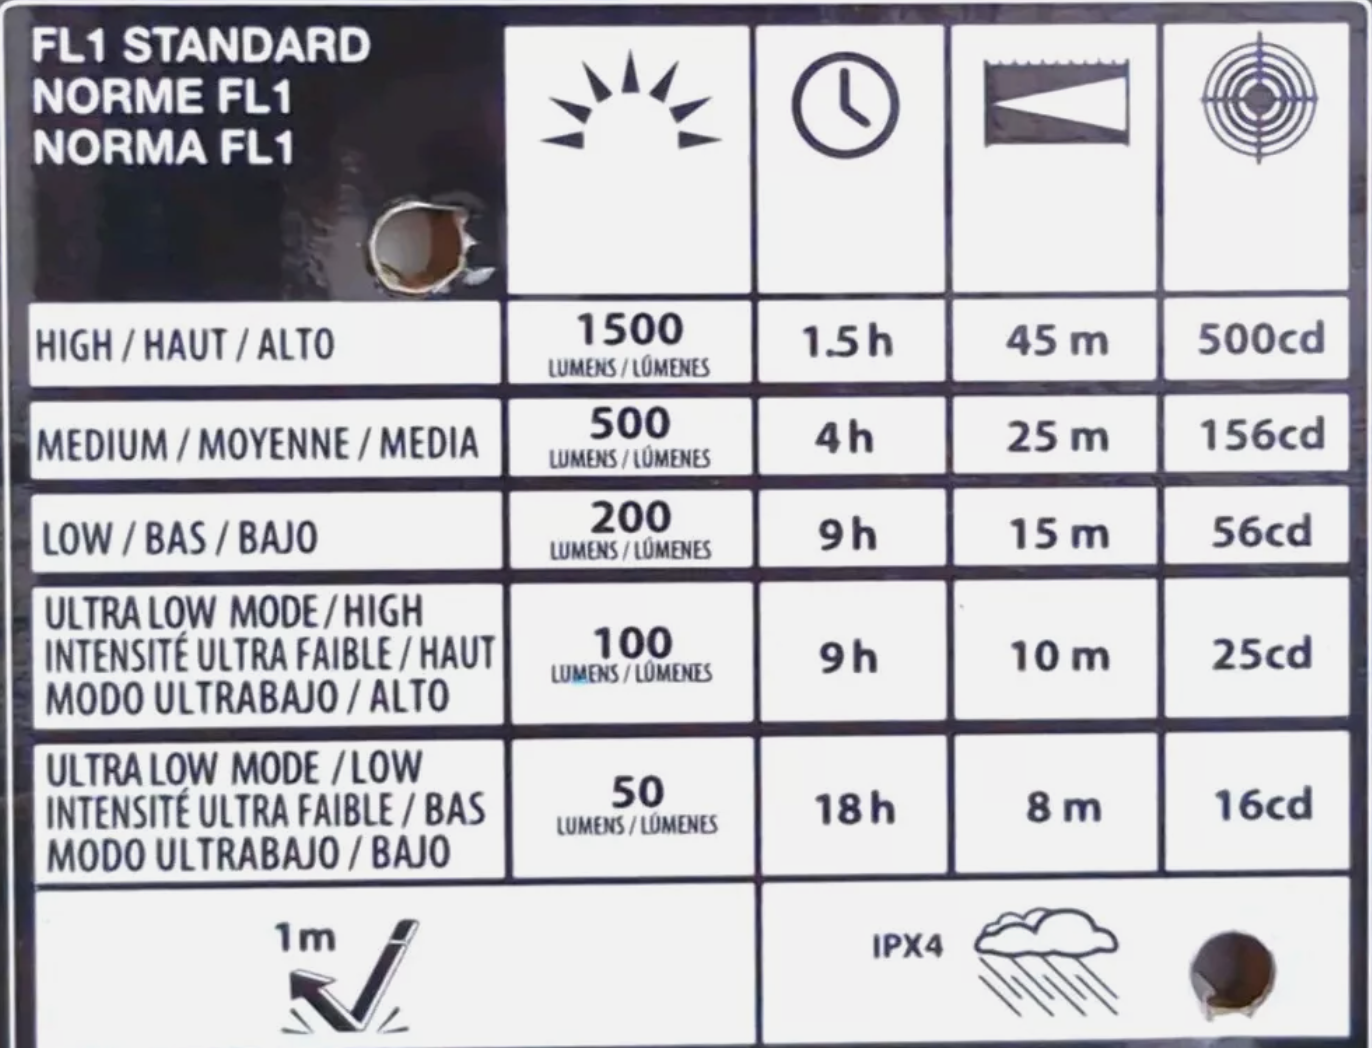 FL1 STANDARD
NORME FL1
NORMA FL1
HIGH / HAUT / ALTO
1500
LUMENS / LÚMENES
1.5 h
45 m
500cd
MEDIUM / MOYENNE / MEDIA
500
LUMENS / LÚMENES
4 h
25 m
156cd
LOW / BAS / BAJO
200
LUMENS / LÚMENES
9 h
15 m
56cd
ULTRA LOW MODE / HIGH
INTENSITÉ ULTRA FAIBLE / HAUT
MODO ULTRABAJO / ALTO
100
LUMENS / LÚMENES
9 h
10 m
25cd
ULTRA LOW MODE / LOW
INTENSITÉ ULTRA FAIBLE / BAS
MODO ULTRABAJO / BAJO
50
LUMENS / LÚMENES
18 h
8 m
16cd
1 m
IPX4